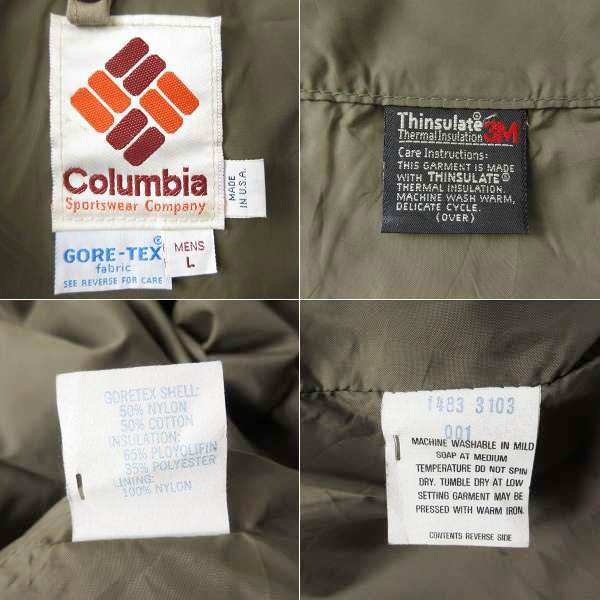 Columbia
Sportswear Company
MADE
IN U.S.A.
GORE-TEX®
fabric
SEE REVERSE FOR CARE
MENS
L
Thinsulate® 3M
Thermal Insulation
Care Instructions:
THIS GARMENT IS MADE
WITH THINSULATE®
THERMAL INSULATION.
MACHINE WASH WARM,
DELICATE CYCLE.
(OVER)
GORETEX SHELL:
50% NYLON
50% COTTON
INSULATION:
65% PLOYOLIFIN
35% POLYESTER
LINING:
100% NYLON
1483 3103
001
MACHINE WASHABLE IN MILD
SOAP AT MEDIUM
TEMPERATURE DO NOT SPIN
DRY. TUMBLE DRY AT LOW
SETTING GARMENT MAY BE
PRESSED WITH WARM IRON.
CONTENTS REVERSE SIDE